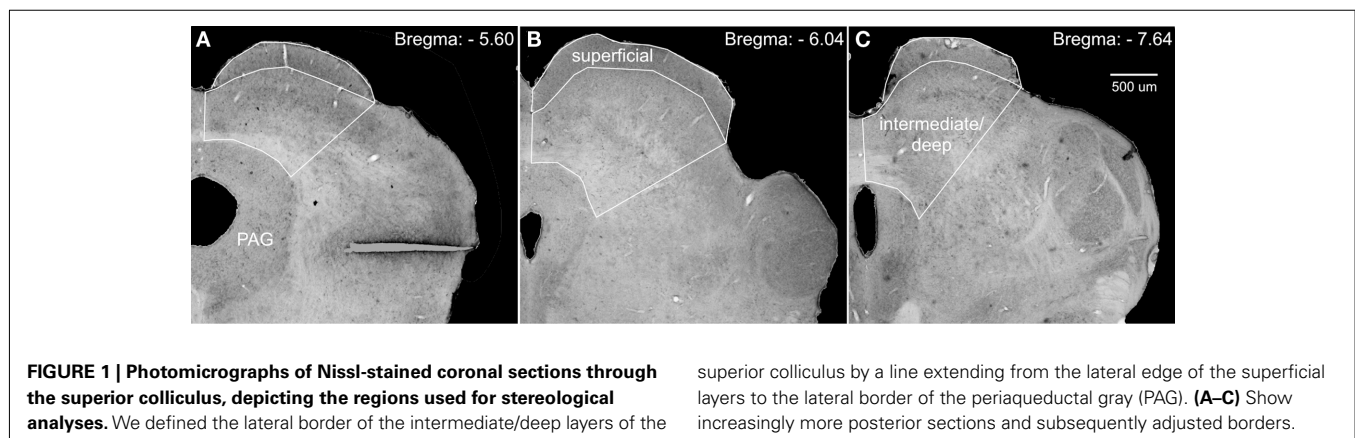 A
Bregma: - 5.60
PAG
B
Bregma: - 6.04
superficial
C
Bregma: - 7.64
500 um
intermediate/
deep
FIGURE 1 | Photomicrographs of Nissl-stained coronal sections through
the superior colliculus, depicting the regions used for stereological
analyses. We defined the lateral border of the intermediate/deep layers of the
superior colliculus by a line extending from the lateral edge of the superficial
layers to the lateral border of the periaqueductal gray (PAG). (A–C) Show
increasingly more posterior sections and subsequently adjusted borders.